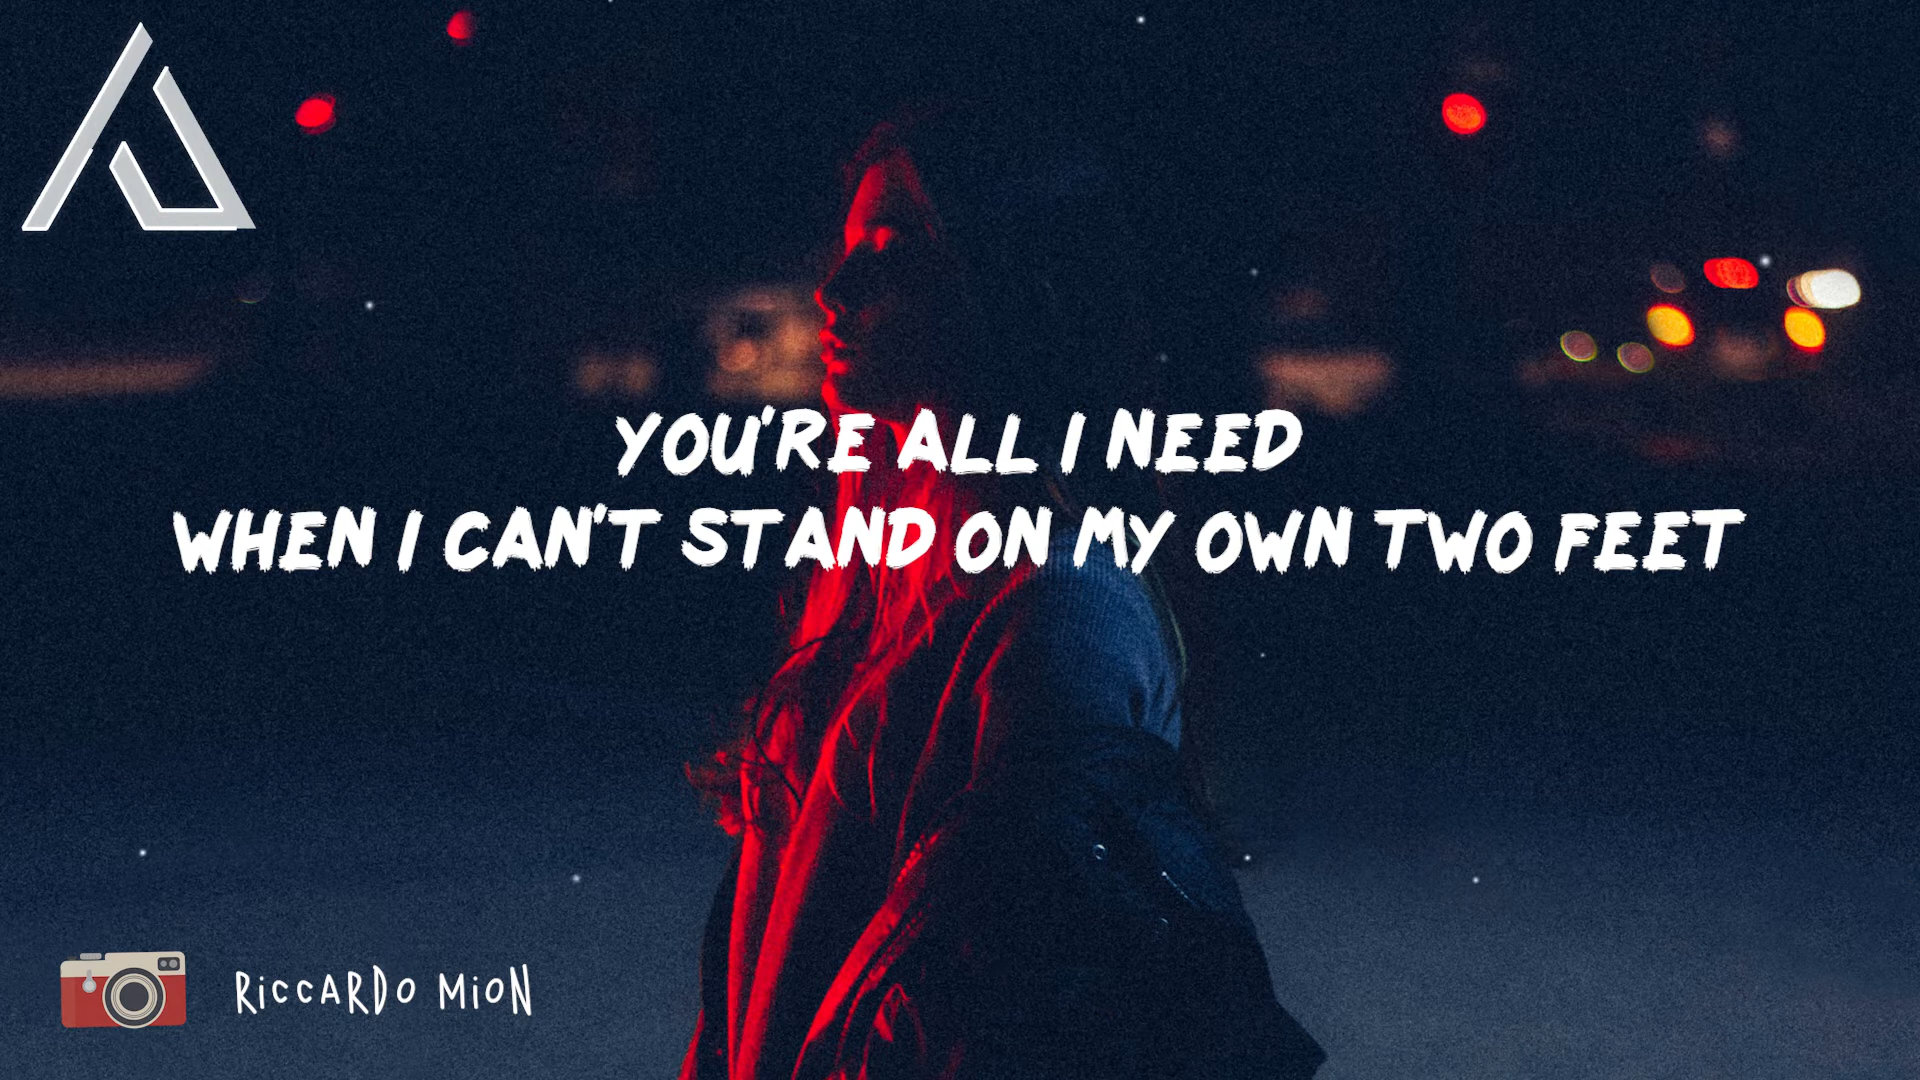 YOU'RE ALL I NEED
WHEN I CAN'T STAND ON MY OWN TWO FEET
RiCCARDO MiON